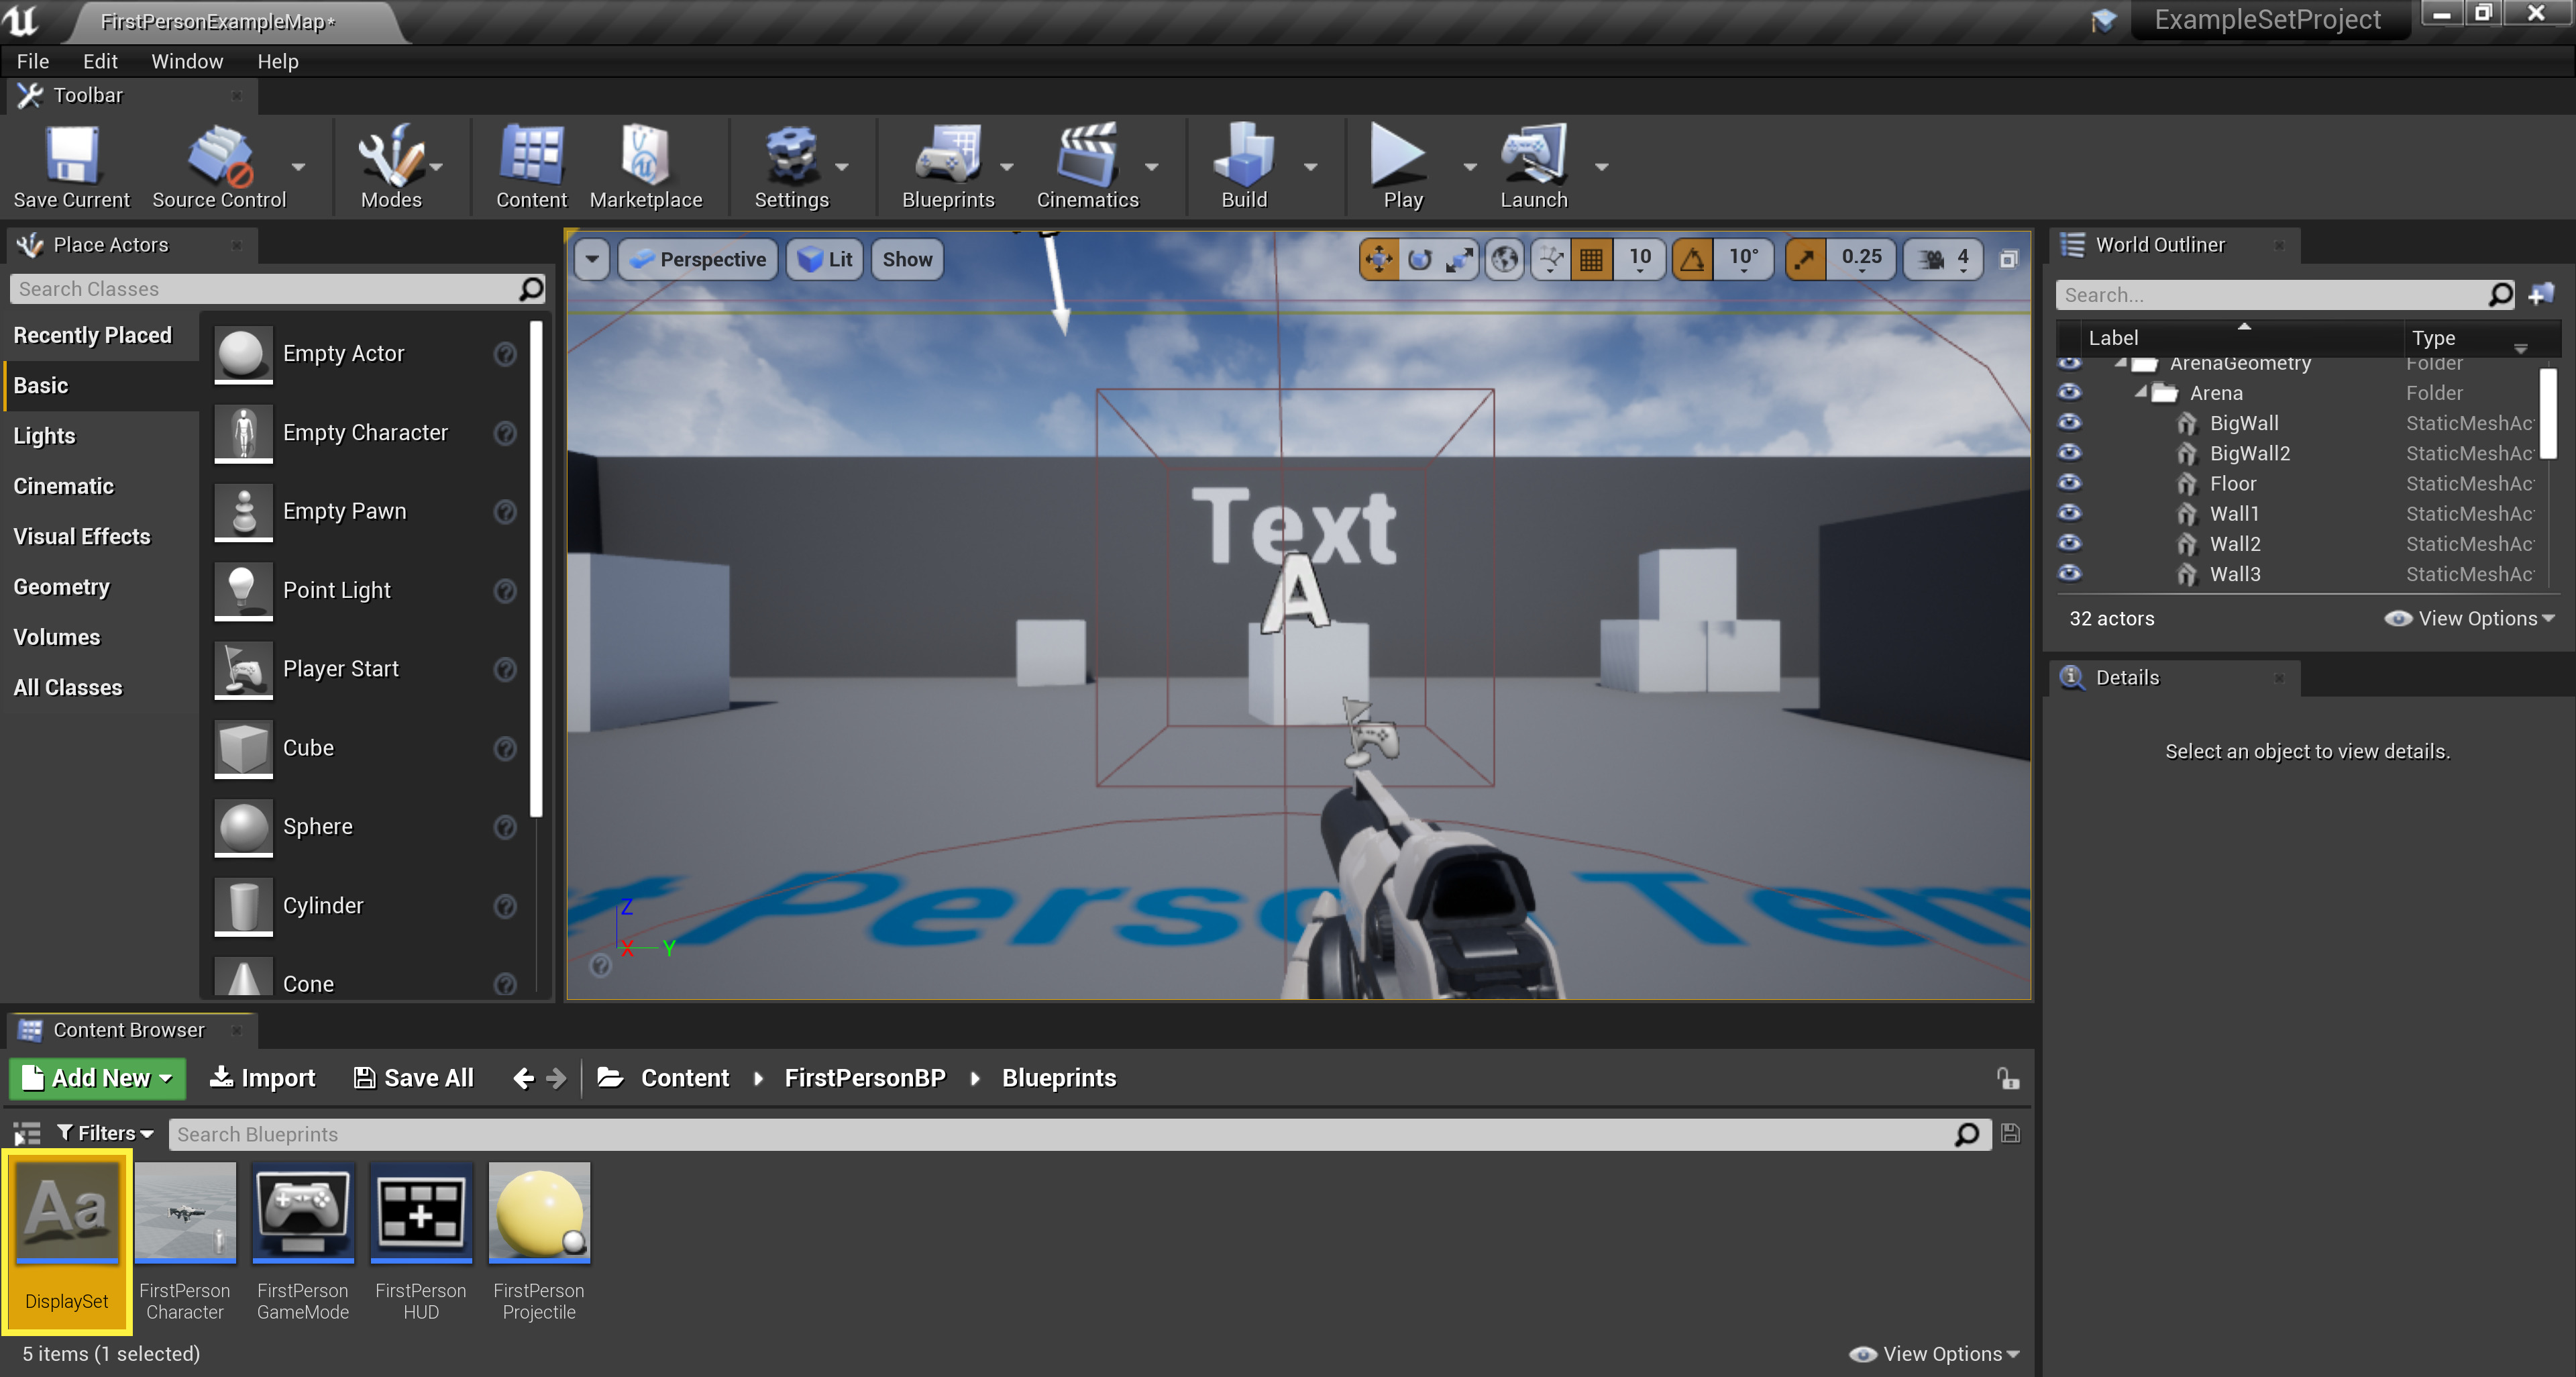 FirstPersonExampleMap*
ExampleSetProject
File Edit Window Help
Toolbar
Save Current Source Control Modes Content Marketplace Settings Blueprints Cinematics Build Play Launch
Place Actors
Search Classes
Recently Placed
Basic
Lights
Cinematic
Visual Effects
Geometry
Volumes
All Classes
Empty Actor
Empty Character
Empty Pawn
Point Light
Player Start
Cube
Sphere
Cylinder
Cone
Perspective Lit Show 10 10° 0.25 4
Text
A
Person Tem
Z
X Y
World Outliner
Search...
Label Type
ArenaGeometry Folder
Arena Folder
BigWall StaticMeshAc
BigWall2 StaticMeshAc
Floor StaticMeshAc
Wall1 StaticMeshAc
Wall2 StaticMeshAc
Wall3 StaticMeshAc
32 actors View Options
Details
Select an object to view details.
Content Browser
Add New Import Save All Content FirstPersonBP Blueprints
Filters Search Blueprints
Aa
DisplaySet
FirstPerson
Character
FirstPerson
GameMode
FirstPerson
HUD
FirstPerson
Projectile
5 items (1 selected) View Options